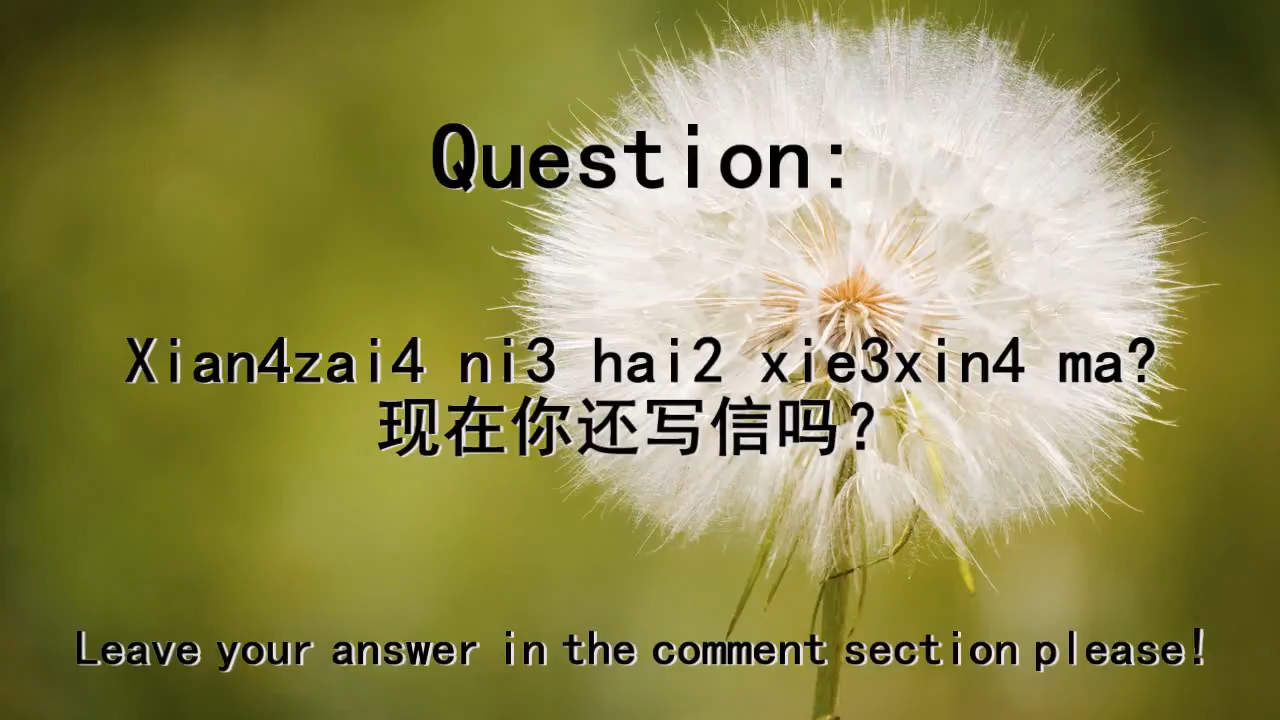 Question:
Xian4zai4 ni3 hai2 xie3xin4 ma?
现在你还写信吗？
Leave your answer in the comment section please!